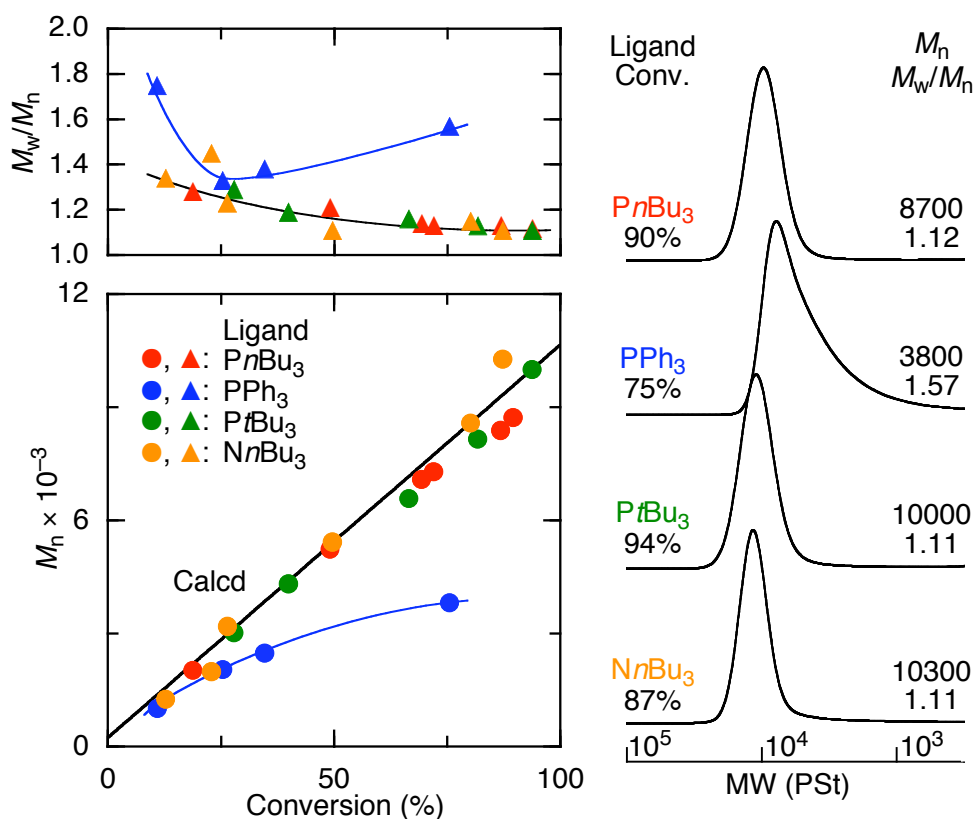 2.0
1.8
1.6
1.4
1.2
1.0
Mw/Mn
12
6
0
Mn × 10⁻³
Ligand
●, ▲: PnBu₃
●, ▲: PPh₃
●, ▲: PtBu₃
●, ▲: NnBu₃
Calcd
0
50
100
Conversion (%)
Ligand
Conv.
Mn
Mw/Mn
PnBu₃
90%
8700
1.12
PPh₃
75%
3800
1.57
PtBu₃
94%
10000
1.11
NnBu₃
87%
10300
1.11
10⁵
10⁴
10³
MW (PSt)